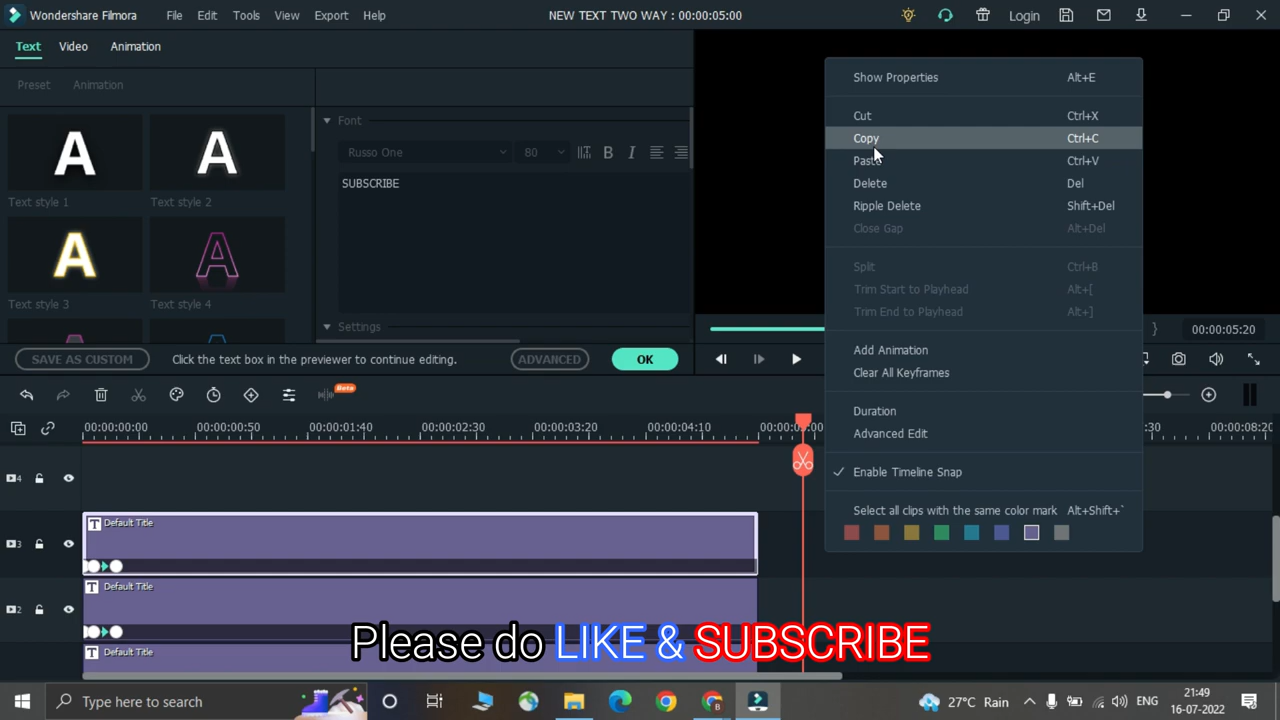 Wondershare Filmora File Edit Tools View Export Help NEW TEXT TWO WAY : 00:00:05:00 Login
Text Video Animation
Preset Animation
A A
Text style 1 Text style 2
A A
Text style 3 Text style 4
Font
Russo One 80 B I
SUBSCRIBE
Settings
SAVE AS CUSTOM Click the text box in the previewer to continue editing. ADVANCED OK
Show Properties Alt+E
Cut Ctrl+X
Copy Ctrl+C
Paste Ctrl+V
Delete Del
Ripple Delete Shift+Del
Close Gap Alt+Del
Split Ctrl+B
Trim Start to Playhead Alt+[
Trim End to Playhead Alt+]
Add Animation
Clear All Keyframes
Duration
Advanced Edit
Enable Timeline Snap
Select all clips with the same color mark Alt+Shift+`
00:00:05:20
Beta
00:00:00:00 00:00:00:50 00:00:01:40 00:00:02:30 00:00:03:20 00:00:04:10 00:00:05:00 00:00:08:20
4
3 T Default Title
2 T Default Title
T Default Title
Please do LIKE & SUBSCRIBE
Type here to search 27°C Rain ENG 21:49
16-07-2022